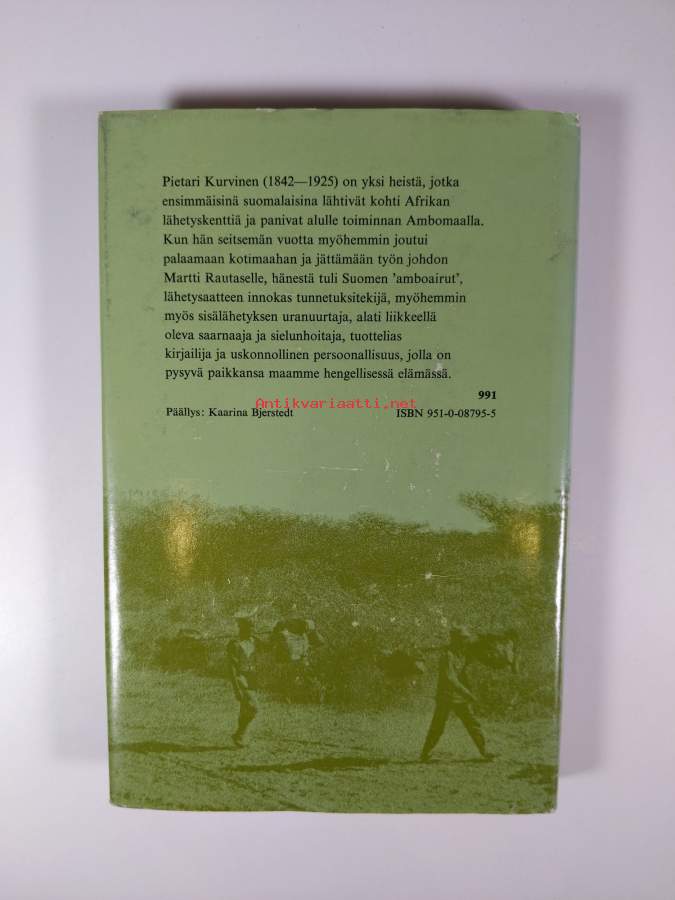 Pietari Kurvinen (1842—1925) on yksi heistä, jotka
ensimmäisinä suomalaisina lähtivät kohti Afrikan
lähetyskenttiä ja panivat alulle toiminnan Ambomaalla.
Kun hän seitsemän vuotta myöhemmin joutui
palaamaan kotimaahan ja jättämään työn johdon
Martti Rautaselle, hänestä tuli Suomen 'amboairut',
lähetysaatteen innokas tunnetuksitekijä, myöhemmin
myös sisälähetyksen uranuurtaja, alati liikkeellä
oleva saarnaaja ja sielunhoitaja, tuottelias
kirjailija ja uskonnollinen persoonallisuus, jolla on
pysyvä paikkansa maamme hengellisessä elämässä.
991
Antikvariaatti.net
Päällys: Kaarina Bjerstedt ISBN 951-0-08795-5